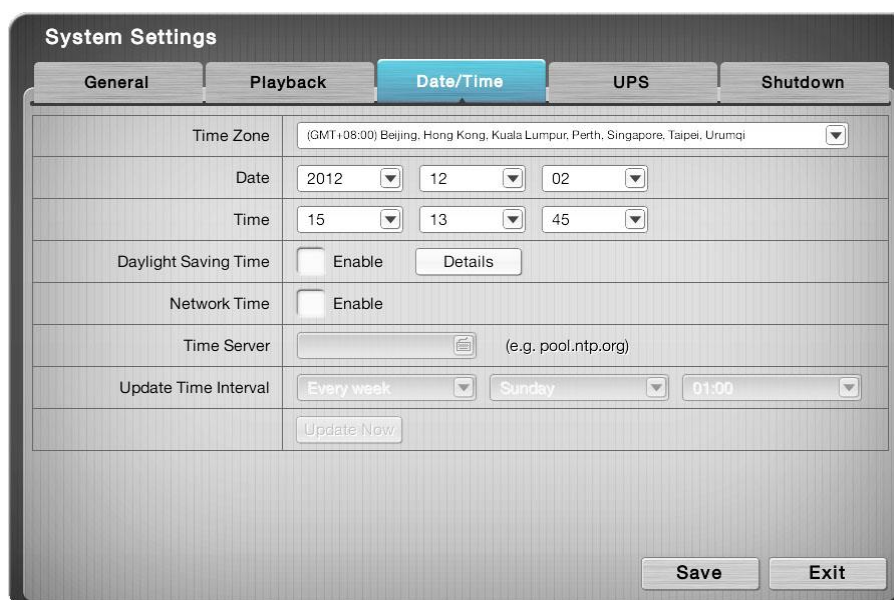 System Settings
General Playback Date/Time UPS Shutdown
Time Zone (GMT+08:00) Beijing, Hong Kong, Kuala Lumpur, Perth, Singapore, Taipei, Urumqi
Date 2012 12 02
Time 15 13 45
Daylight Saving Time Enable Details
Network Time Enable
Time Server (e.g. pool.ntp.org)
Update Time Interval Every week Sunday 01:00
Update Now
Save Exit